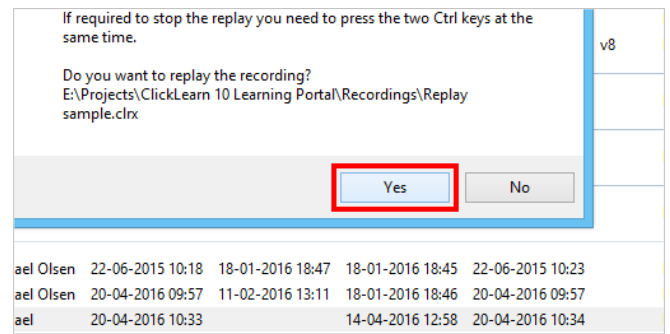 If required to stop the replay you need to press the two Ctrl keys at the
same time.
v8
Do you want to replay the recording?
E:\Projects\ClickLearn 10 Learning Portal\Recordings\Replay
sample.clrx
Yes No
ael Olsen 22-06-2015 10:18 18-01-2016 18:47 18-01-2016 18:45 22-06-2015 10:23
ael Olsen 20-04-2016 09:57 11-02-2016 13:11 18-01-2016 18:46 20-04-2016 09:57
ael 20-04-2016 10:33 14-04-2016 12:58 20-04-2016 10:34